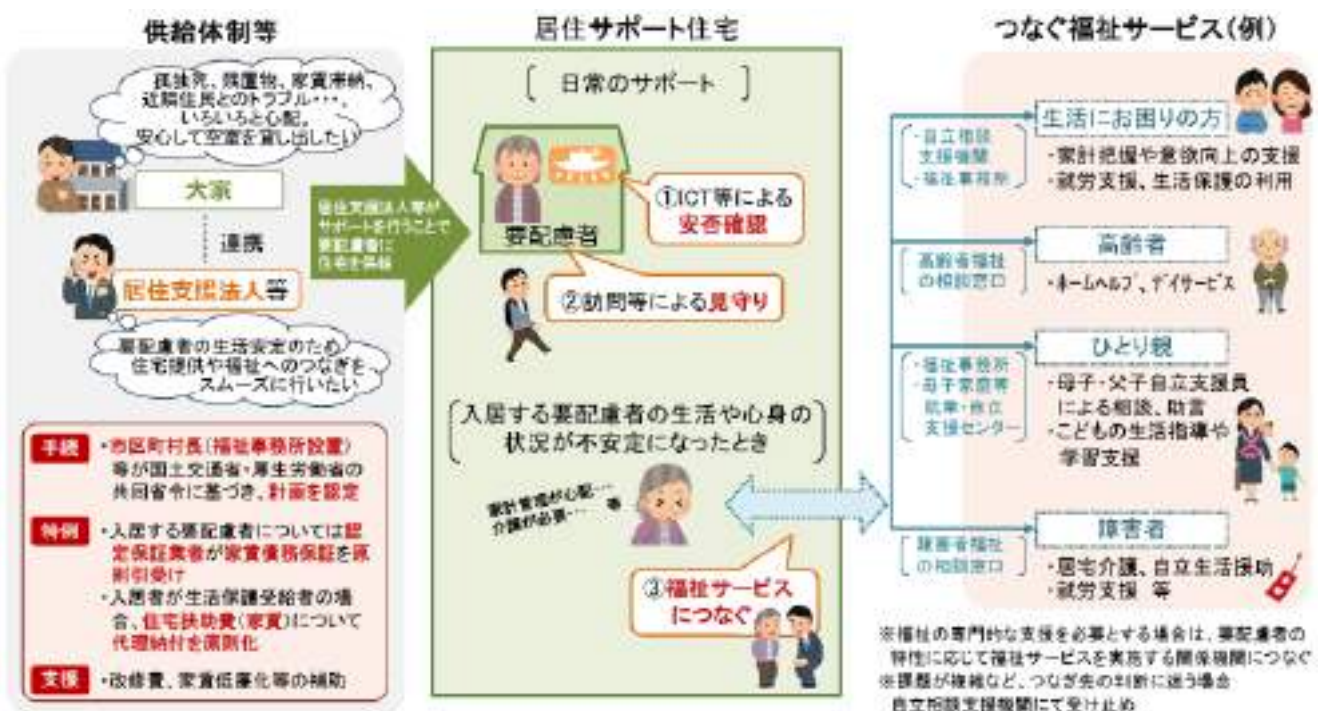 供給体制等
孤独死、残置物、家賃滞納、
近隣住民とのトラブル・・・、
いろいろと心配。
安心して空室を貸し出したい
大家
連携
居住支援法人等
要配慮者の生活安定のため
住宅提供や福祉へのつなぎを
スムーズに行いたい
手続
・市区町村長(福祉事務所設置)
等が国土交通省・厚生労働省の
共同省令に基づき、計画を認定
特例
・入居する要配慮者については認
定保証業者が家賃債務保証を原
則引受け
・入居者が生活保護受給者の場
合、住宅扶助費(家賃)について
代理納付を原則化
支援
・改修費、家賃低廉化等の補助
居住支援法人等が
サポートを行うことで
要配慮者に
住宅を供給
居住サポート住宅
日常のサポート
要配慮者
①ICT等による
安否確認
②訪問等による見守り
入居する要配慮者の生活や心身の
状況が不安定になったとき
家計管理が心配…
介護が必要… 等
③福祉サービス
につなぐ
つなぐ福祉サービス(例)
・自立相談
支援機関
・福祉事務所
生活にお困りの方
・家計把握や意欲向上の支援
・就労支援、生活保護の利用
高齢者福祉
の相談窓口
高齢者
・ホームヘルプ、デイサービス
・福祉事務所
・母子家庭等
就業・自立
支援センター
ひとり親
・母子・父子自立支援員
による相談、助言
・こどもの生活指導や
学習支援
障害者福祉
の相談窓口
障害者
・居宅介護、自立生活援助
・就労支援 等
※福祉の専門的な支援を必要とする場合は、要配慮者の
特性に応じて福祉サービスを実施する関係機関につなぐ
※課題が複雑など、つなぎ先の判断に迷う場合
自立相談支援機関にて受け止め